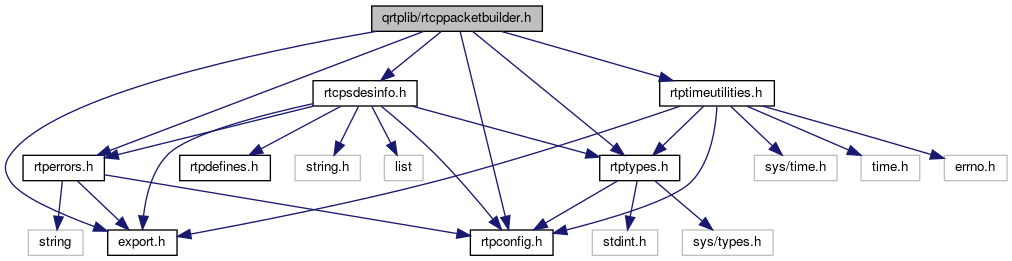 qrtplib/rtcppacketbuilder.h
rtcpsdesinfo.h
rtptimeutilities.h
rtperrors.h
rtpdefines.h
string.h
list
rtptypes.h
sys/time.h
time.h
errno.h
string
export.h
rtpconfig.h
stdint.h
sys/types.h